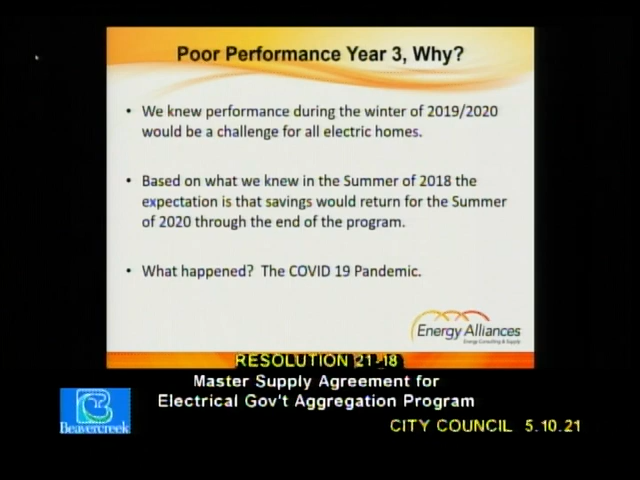 Poor Performance Year 3, Why?
• We knew performance during the winter of 2019/2020
would be a challenge for all electric homes.
• Based on what we knew in the Summer of 2018 the
expectation is that savings would return for the Summer
of 2020 through the end of the program.
• What happened? The COVID 19 Pandemic.
Energy Alliances
Energy Consulting & Supply
RESOLUTION 21-18
Master Supply Agreement for
Electrical Gov't Aggregation Program
Beavercreek
CITY COUNCIL 5.10.21